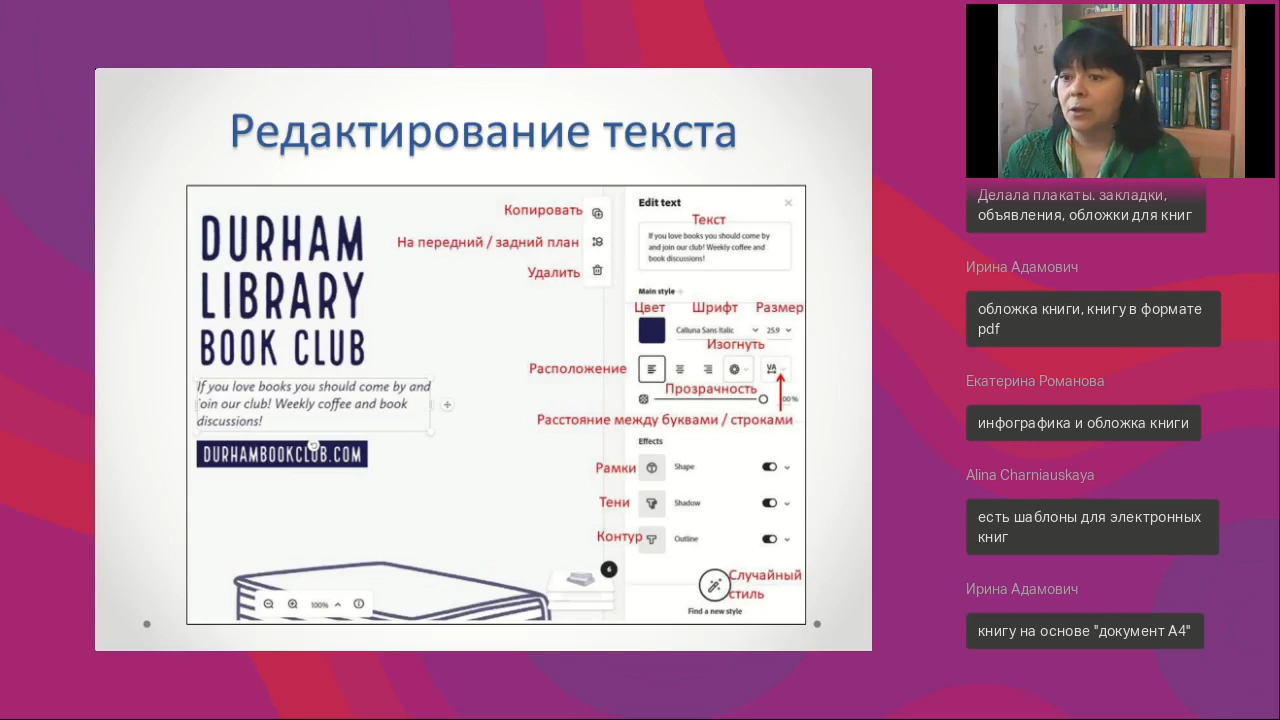 Редактирование текста
DURHAM
LIBRARY
BOOK CLUB
If you love books you should come by and
join our club! Weekly coffee and book
discussions!
DURHAMBOOKCLUB.COM
100%
Копировать
На передний / задний план
Удалить
Edit text
Текст
If you love books you should come by
and join our club! Weekly coffee and
book discussions!
Main style
Цвет Шрифт Размер
Calluna Sans Italic 25.9
Изогнуть
VA
Расположение
Прозрачность
100%
Расстояние между буквами / строками
Effects
Рамки Shape
Тени Shadow
Контур Outline
6
Случайный
стиль
Find a new style
Делала плакаты. закладки,
объявления, обложки для книг
Ирина Адамович
обложка книги, книгу в формате
pdf
Екатерина Романова
инфографика и обложка книги
Alina Charniauskaya
есть шаблоны для электронных
книг
Ирина Адамович
книгу на основе "документ А4"